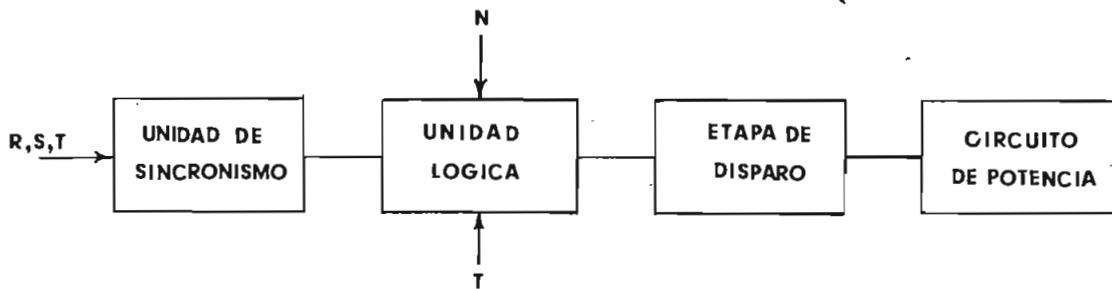 N
R,S,T
UNIDAD DE
SINCRONISMO
UNIDAD
LOGICA
ETAPA DE
DISPARO
CIRCUITO
DE POTENCIA
T